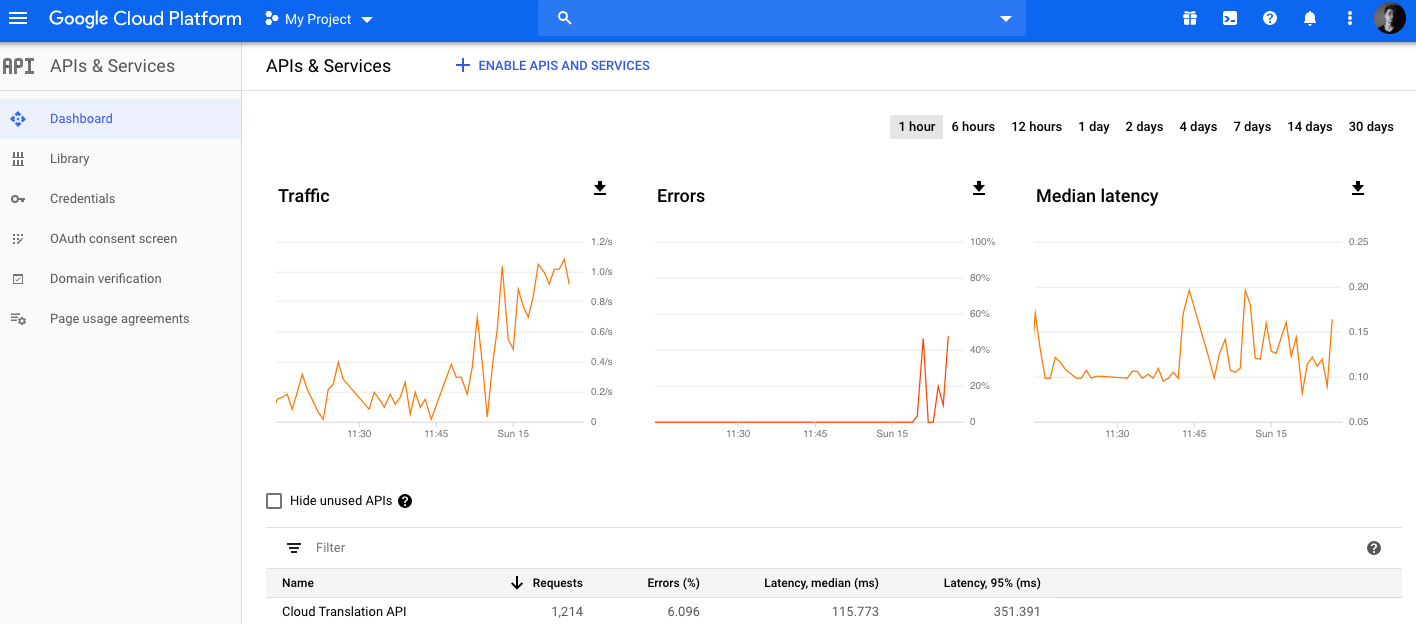 Google Cloud Platform
My Project
API APIs & Services
APIs & Services
ENABLE APIS AND SERVICES
Dashboard
Library
Credentials
OAuth consent screen
Domain verification
Page usage agreements
1 hour 6 hours 12 hours 1 day 2 days 4 days 7 days 14 days 30 days
Traffic
1.2/s
1.0/s
0.8/s
0.6/s
0.4/s
0.2/s
0
11:30 11:45 Sun 15
Errors
100%
80%
60%
40%
20%
0
11:30 11:45 Sun 15
Median latency
0.25
0.20
0.15
0.10
0.05
11:30 11:45 Sun 15
Hide unused APIs
Filter
Name Requests Errors (%) Latency, median (ms) Latency, 95% (ms)
Cloud Translation API 1,214 6.096 115.773 351.391